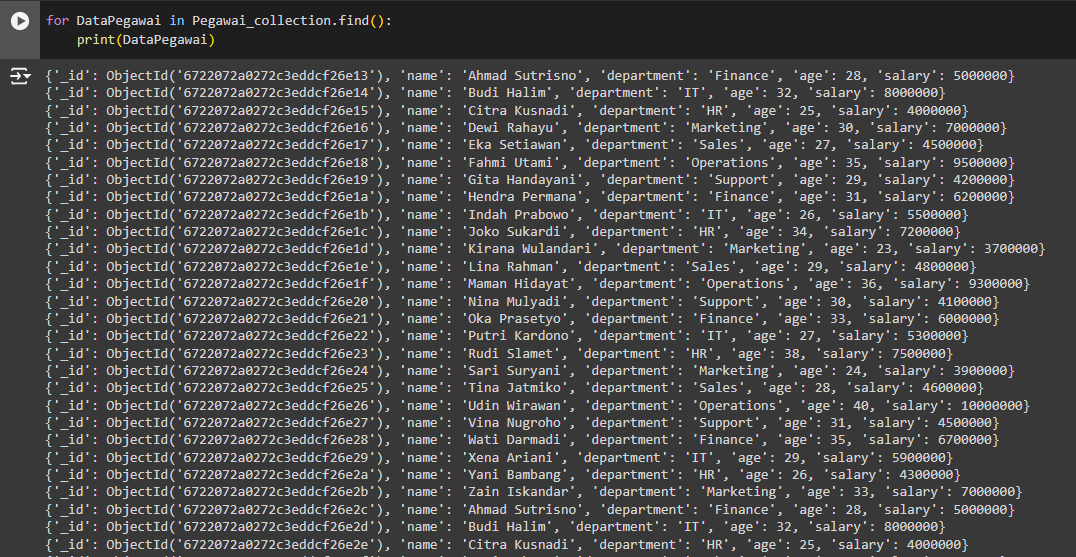 for DataPegawai in Pegawai_collection.find():
    print(DataPegawai)
{'_id': ObjectId('6722072a0272c3eddcf26e13'), 'name': 'Ahmad Sutrisno', 'department': 'Finance', 'age': 28, 'salary': 5000000}
{'_id': ObjectId('6722072a0272c3eddcf26e14'), 'name': 'Budi Halim', 'department': 'IT', 'age': 32, 'salary': 8000000}
{'_id': ObjectId('6722072a0272c3eddcf26e15'), 'name': 'Citra Kusnadi', 'department': 'HR', 'age': 25, 'salary': 4000000}
{'_id': ObjectId('6722072a0272c3eddcf26e16'), 'name': 'Dewi Rahayu', 'department': 'Marketing', 'age': 30, 'salary': 7000000}
{'_id': ObjectId('6722072a0272c3eddcf26e17'), 'name': 'Eka Setiawan', 'department': 'Sales', 'age': 27, 'salary': 4500000}
{'_id': ObjectId('6722072a0272c3eddcf26e18'), 'name': 'Fahmi Utami', 'department': 'Operations', 'age': 35, 'salary': 9500000}
{'_id': ObjectId('6722072a0272c3eddcf26e19'), 'name': 'Gita Handayani', 'department': 'Support', 'age': 29, 'salary': 4200000}
{'_id': ObjectId('6722072a0272c3eddcf26e1a'), 'name': 'Hendra Permana', 'department': 'Finance', 'age': 31, 'salary': 6200000}
{'_id': ObjectId('6722072a0272c3eddcf26e1b'), 'name': 'Indah Prabowo', 'department': 'IT', 'age': 26, 'salary': 5500000}
{'_id': ObjectId('6722072a0272c3eddcf26e1c'), 'name': 'Joko Sukardi', 'department': 'HR', 'age': 34, 'salary': 7200000}
{'_id': ObjectId('6722072a0272c3eddcf26e1d'), 'name': 'Kirana Wulandari', 'department': 'Marketing', 'age': 23, 'salary': 3700000}
{'_id': ObjectId('6722072a0272c3eddcf26e1e'), 'name': 'Lina Rahman', 'department': 'Sales', 'age': 29, 'salary': 4800000}
{'_id': ObjectId('6722072a0272c3eddcf26e1f'), 'name': 'Maman Hidayat', 'department': 'Operations', 'age': 36, 'salary': 9300000}
{'_id': ObjectId('6722072a0272c3eddcf26e20'), 'name': 'Nina Mulyadi', 'department': 'Support', 'age': 30, 'salary': 4100000}
{'_id': ObjectId('6722072a0272c3eddcf26e21'), 'name': 'Oka Prasetyo', 'department': 'Finance', 'age': 33, 'salary': 6000000}
{'_id': ObjectId('6722072a0272c3eddcf26e22'), 'name': 'Putri Kardono', 'department': 'IT', 'age': 27, 'salary': 5300000}
{'_id': ObjectId('6722072a0272c3eddcf26e23'), 'name': 'Rudi Slamet', 'department': 'HR', 'age': 38, 'salary': 7500000}
{'_id': ObjectId('6722072a0272c3eddcf26e24'), 'name': 'Sari Suryani', 'department': 'Marketing', 'age': 24, 'salary': 3900000}
{'_id': ObjectId('6722072a0272c3eddcf26e25'), 'name': 'Tina Jatmiko', 'department': 'Sales', 'age': 28, 'salary': 4600000}
{'_id': ObjectId('6722072a0272c3eddcf26e26'), 'name': 'Udin Wirawan', 'department': 'Operations', 'age': 40, 'salary': 10000000}
{'_id': ObjectId('6722072a0272c3eddcf26e27'), 'name': 'Vina Nugroho', 'department': 'Support', 'age': 31, 'salary': 4500000}
{'_id': ObjectId('6722072a0272c3eddcf26e28'), 'name': 'Wati Darmadi', 'department': 'Finance', 'age': 35, 'salary': 6700000}
{'_id': ObjectId('6722072a0272c3eddcf26e29'), 'name': 'Xena Ariani', 'department': 'IT', 'age': 29, 'salary': 5900000}
{'_id': ObjectId('6722072a0272c3eddcf26e2a'), 'name': 'Yani Bambang', 'department': 'HR', 'age': 26, 'salary': 4300000}
{'_id': ObjectId('6722072a0272c3eddcf26e2b'), 'name': 'Zain Iskandar', 'department': 'Marketing', 'age': 33, 'salary': 7000000}
{'_id': ObjectId('6722072a0272c3eddcf26e2c'), 'name': 'Ahmad Sutrisno', 'department': 'Finance', 'age': 28, 'salary': 5000000}
{'_id': ObjectId('6722072a0272c3eddcf26e2d'), 'name': 'Budi Halim', 'department': 'IT', 'age': 32, 'salary': 8000000}
{'_id': ObjectId('6722072a0272c3eddcf26e2e'), 'name': 'Citra Kusnadi', 'department': 'HR', 'age': 25, 'salary': 4000000}